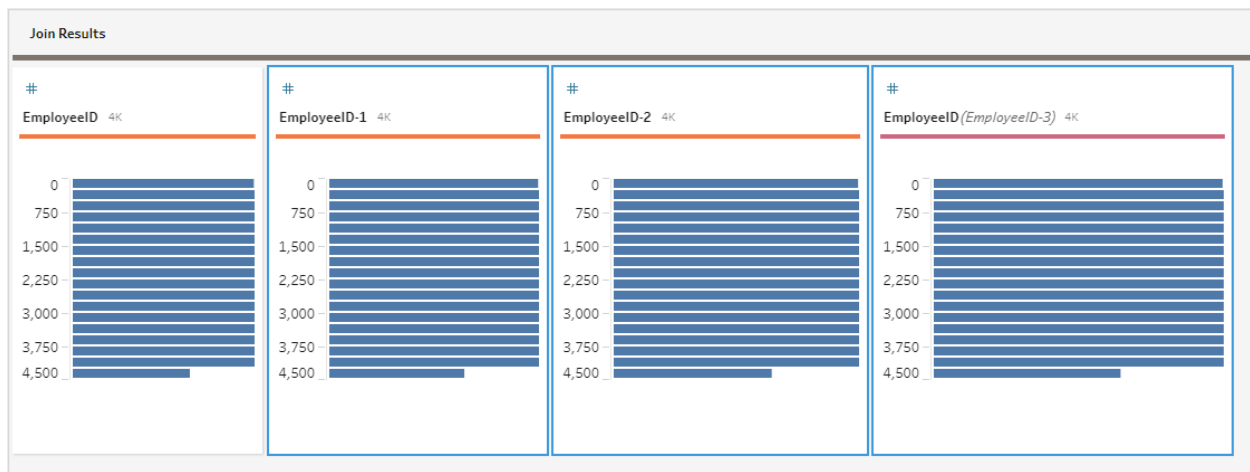 Join Results
# # # #
EmployeeID 4K EmployeeID-1 4K EmployeeID-2 4K EmployeeID (EmployeeID-3) 4K
0 0 0 0
750 750 750 750
1,500 1,500 1,500 1,500
2,250 2,250 2,250 2,250
3,000 3,000 3,000 3,000
3,750 3,750 3,750 3,750
4,500 4,500 4,500 4,500